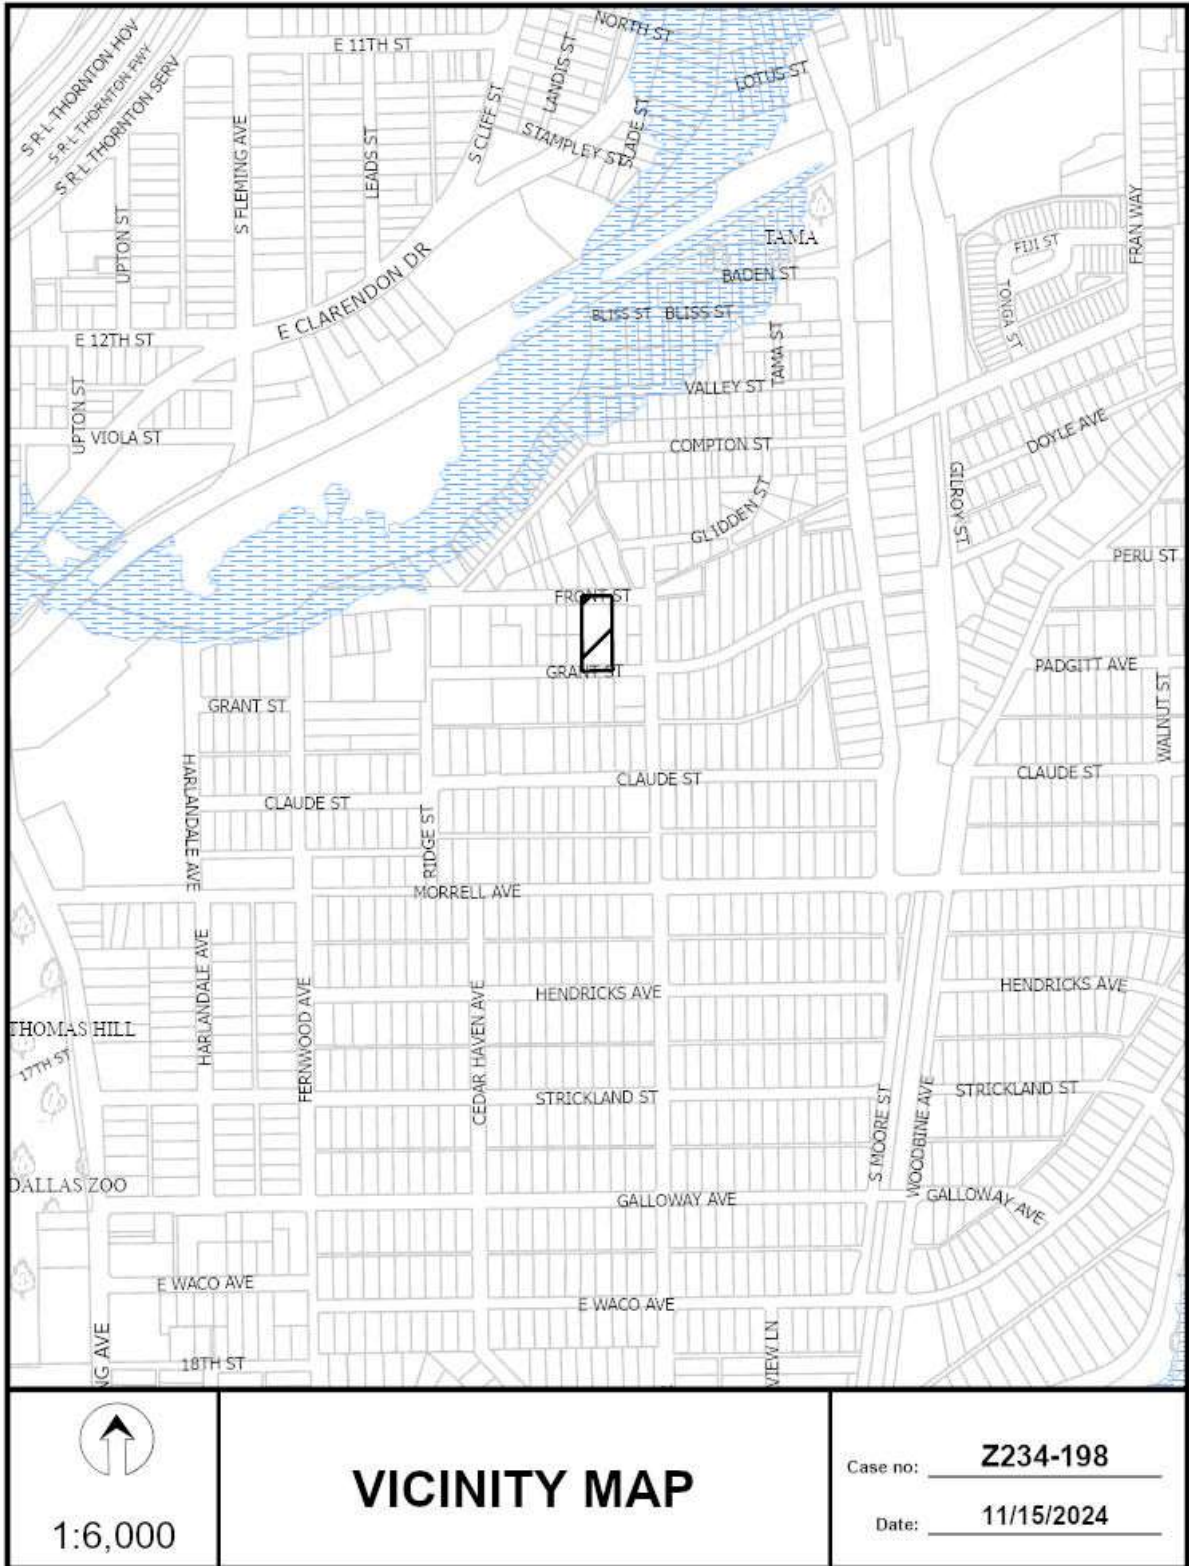 NORTH ST
E 11TH ST
S R L THORNTON HOV
S R L THORNTON FWY
S R L THORNTON SERV
LANDIS ST
LOTUS ST
S CLIFF ST
SLADE ST
STAMPLEY ST
S FLEMING AVE
LEADS ST
UPTON ST
FRAN WAY
TAMA
FIJI ST
BADEN ST
E CLARENDON DR
TONGA ST
BLISS ST
BLISS ST
E 12TH ST
TAMA ST
VALLEY ST
UPTON ST
VIOLA ST
COMPTON ST
DOYLE AVE
GILROY ST
GLIDDEN ST
PERU ST
FRONT ST
GRANT ST
PADGITT AVE
GRANT ST
WALNUT ST
HARLANDALE AVE
CLAUDE ST
CLAUDE ST
CLAUDE ST
RIDGE ST
MORRELL AVE
HARLANDALE AVE
FERNWOOD AVE
CEDAR HAVEN AVE
HENDRICKS AVE
HENDRICKS AVE
THOMAS HILL
17TH ST
STRICKLAND ST
STRICKLAND ST
S MOORE ST
WOODBINE AVE
DALLAS ZOO
GALLOWAY AVE
GALLOWAY AVE
E WACO AVE
E WACO AVE
NG AVE
18TH ST
VIEW LN
1:6,000
VICINITY MAP
Case no: Z234-198
Date: 11/15/2024